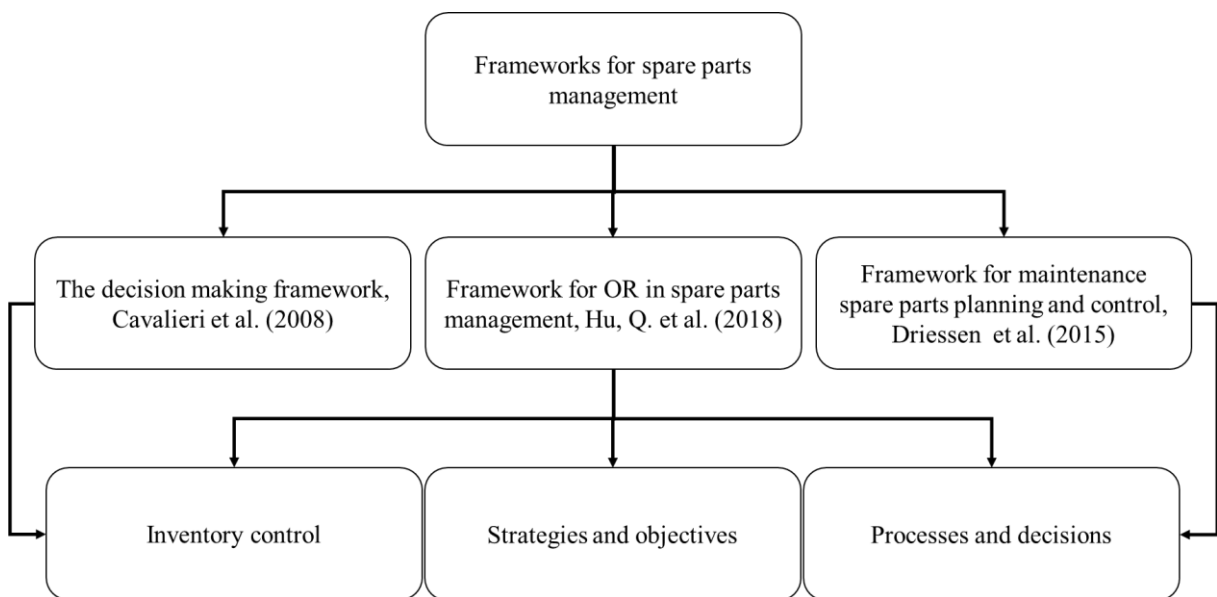 Frameworks for spare parts
management
The decision making framework,
Cavalieri et al. (2008)
Framework for OR in spare parts
management, Hu, Q. et al. (2018)
Framework for maintenance
spare parts planning and control,
Driessen et al. (2015)
Inventory control
Strategies and objectives
Processes and decisions